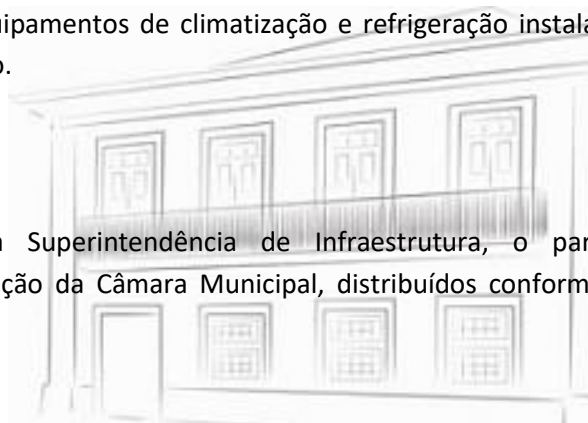 uipamentos de climatização e refrigeração instala
o.
Superintendência de Infraestrutura, o par
ção da Câmara Municipal, distribuídos conform